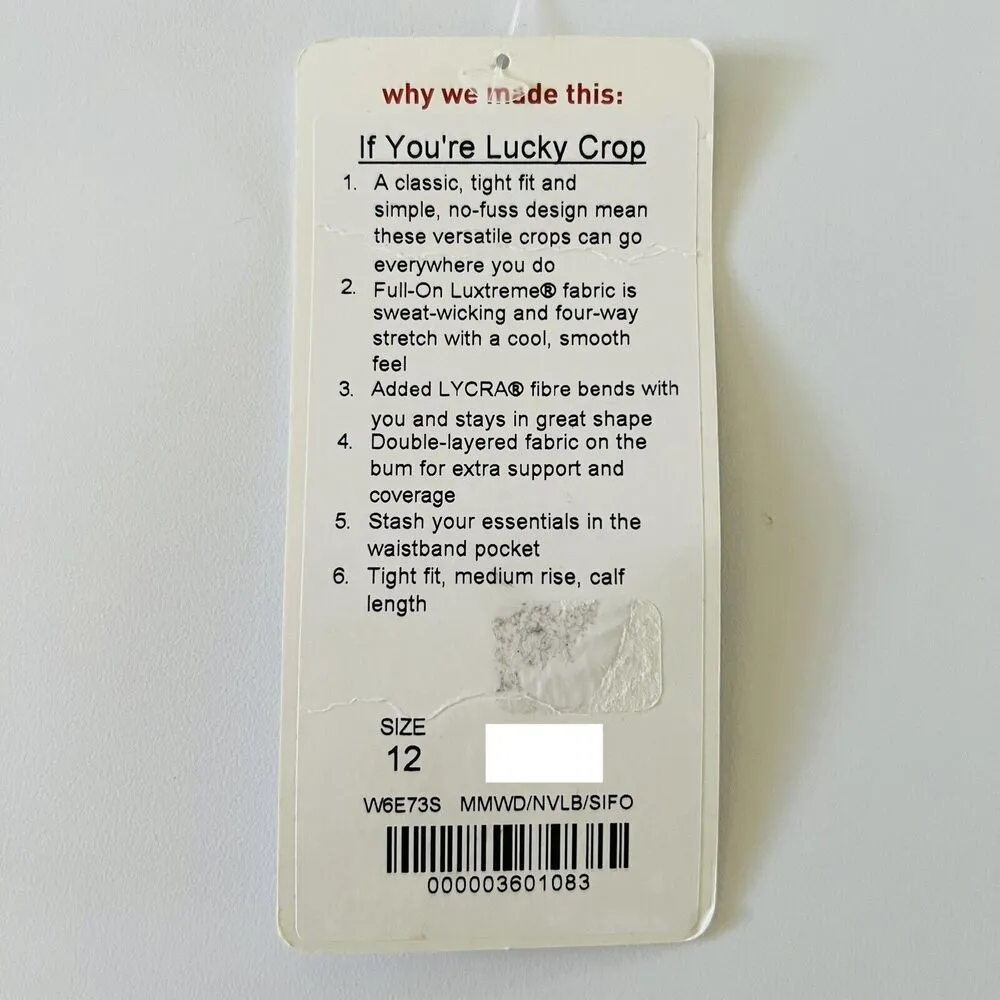 why we made this:
If You're Lucky Crop
1. A classic, tight fit and
simple, no-fuss design mean
these versatile crops can go
everywhere you do
2. Full-On Luxtreme® fabric is
sweat-wicking and four-way
stretch with a cool, smooth
feel
3. Added LYCRA® fibre bends with
you and stays in great shape
4. Double-layered fabric on the
bum for extra support and
coverage
5. Stash your essentials in the
waistband pocket
6. Tight fit, medium rise, calf
length
SIZE
12
W6E73S MMWD/NVLB/SIFO
000003601083